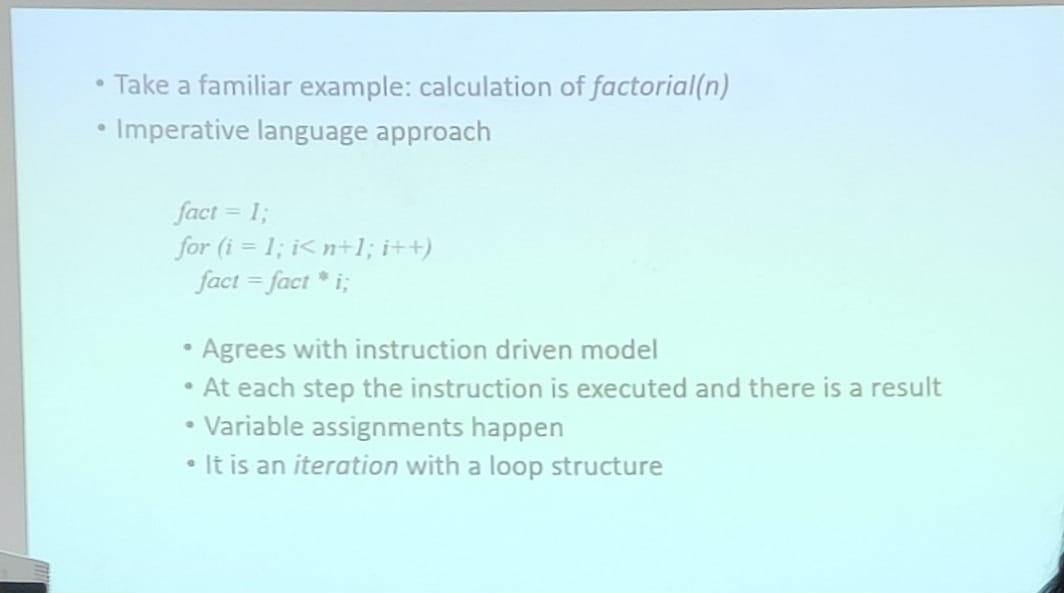 • Take a familiar example: calculation of factorial(n)
• Imperative language approach
fact = 1;
for (i = 1; i< n+1; i++)
fact = fact * i;
• Agrees with instruction driven model
• At each step the instruction is executed and there is a result
• Variable assignments happen
• It is an iteration with a loop structure